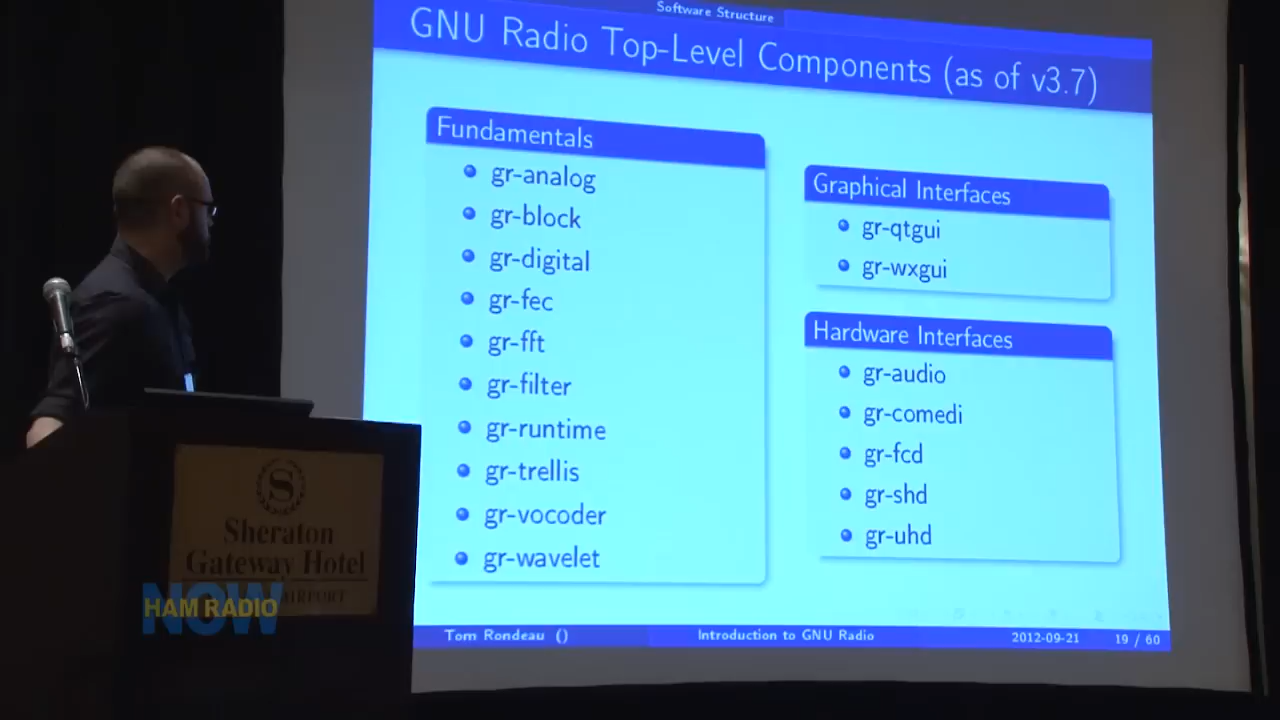 Software Structure
GNU Radio Top-Level Components (as of v3.7)
Fundamentals
gr-analog
gr-block
gr-digital
gr-fec
gr-fft
gr-filter
gr-runtime
gr-trellis
gr-vocoder
gr-wavelet
Graphical Interfaces
gr-qtgui
gr-wxgui
Hardware Interfaces
gr-audio
gr-comedi
gr-fcd
gr-shd
gr-uhd
Tom Rondeau ()
Introduction to GNU Radio
2012-09-21
19 / 60
S
Sheraton
Gateway Hotel
AIRPORT
NOW
HAM RADIO